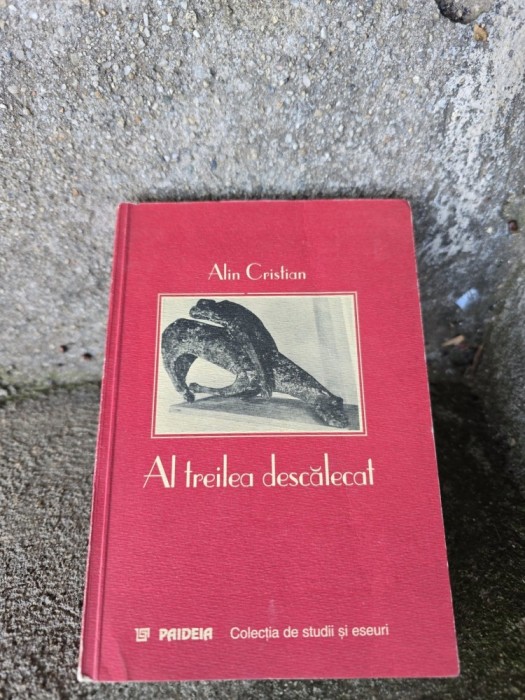 Alin Cristian
Al treilea descălecat
PAIDEIA Colecția de studii și eseuri